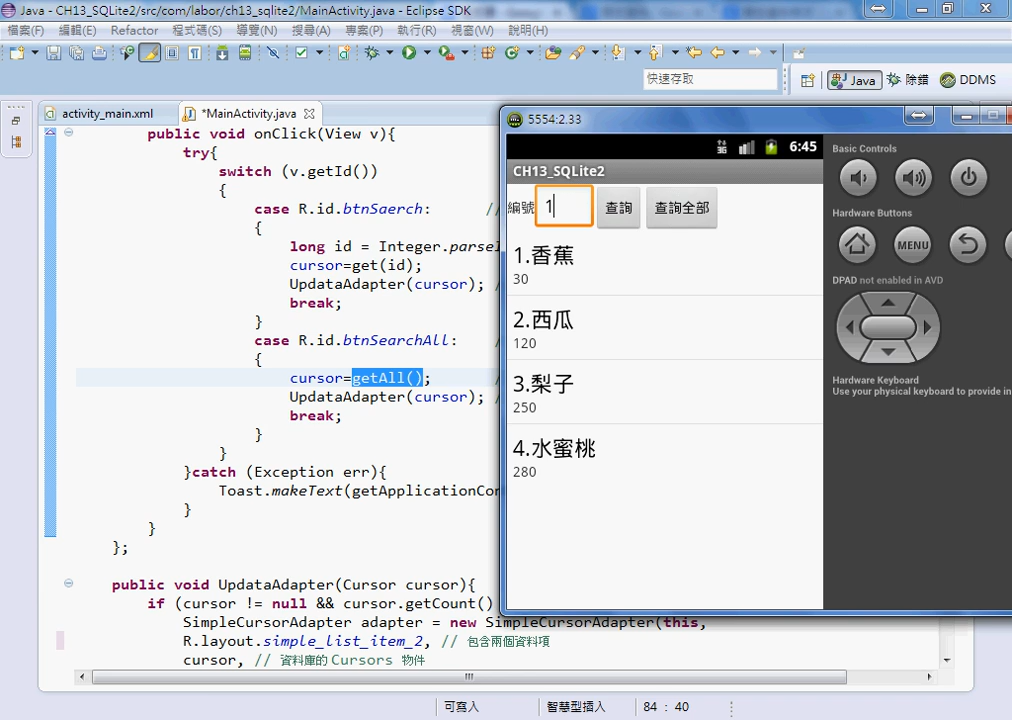 Java - CH13_SQLite2/src/com/labor/ch13_sqlite2/MainActivity.java - Eclipse SDK
檔案(F) 編輯(E) Refactor 程式碼(S) 導覽(N) 搜尋(A) 專案(P) 執行(R) 視窗(W) 說明(H)
快速存取
Java 除錯 DDMS
activity_main.xml
*MainActivity.java
public void onClick(View v){
try{
switch (v.getId())
{
case R.id.btnSaerch: //
{
long id = Integer.parse
cursor=get(id);
UpdataAdapter(cursor); /
break;
}
case R.id.btnSearchAll: /
{
cursor=getAll(); /
UpdataAdapter(cursor); /
break;
}
}
}catch (Exception err){
Toast.makeText(getApplicationCon
}
}
};
public void UpdataAdapter(Cursor cursor){
if (cursor != null && cursor.getCount()
SimpleCursorAdapter adapter = new SimpleCursorAdapter(this,
R.layout.simple_list_item_2, // 包含兩個資料項
cursor, // 資料庫的 Cursors 物件
可寫入 智慧型插入 84 : 40
5554:2.33
6:45
CH13_SQLite2
編號 1 查詢 查詢全部
1.香蕉
30
2.西瓜
120
3.梨子
250
4.水蜜桃
280
Basic Controls
Hardware Buttons
MENU
DPAD not enabled in AVD
Hardware Keyboard
Use your physical keyboard to provide in